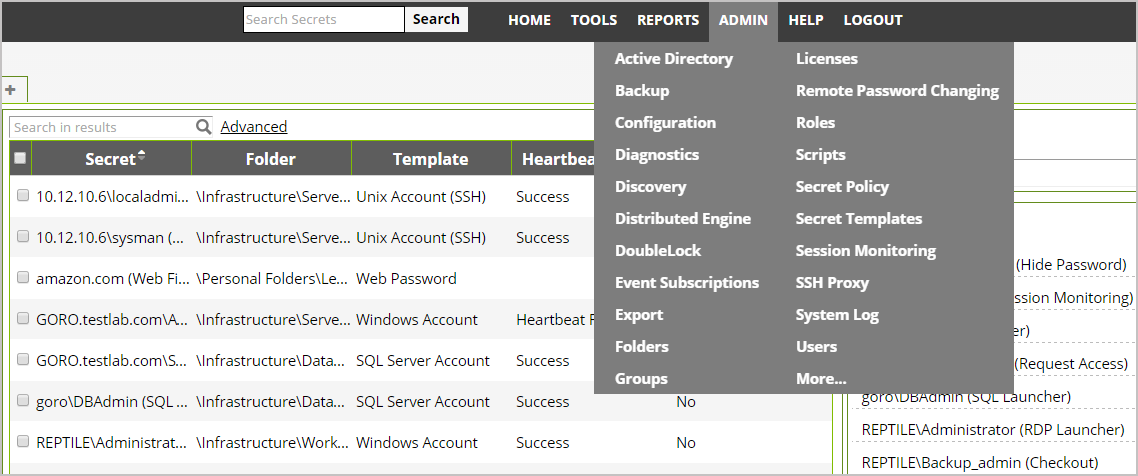 Search Secrets Search HOME TOOLS REPORTS ADMIN HELP LOGOUT
Active Directory
Backup
Configuration
Diagnostics
Discovery
Distributed Engine
DoubleLock
Event Subscriptions
Export
Folders
Groups
Licenses
Remote Password Changing
Roles
Scripts
Secret Policy
Secret Templates
Session Monitoring
SSH Proxy
System Log
Users
More...
+
Search in results Advanced
Secret Folder Template Heartbea
10.12.10.6\localadmi... \Infrastructure\Serve... Unix Account (SSH) Success
10.12.10.6\sysman (... \Infrastructure\Serve... Unix Account (SSH) Success
amazon.com (Web Fi... \Personal Folders\Le... Web Password
GORO.testlab.com\A... \Infrastructure\Serve... Windows Account Heartbeat F
GORO.testlab.com\S... \Infrastructure\Data... SQL Server Account Success
goro\DBAdmin (SQL ... \Infrastructure\Data... SQL Server Account Success No
REPTILE\Administrat... \Infrastructure\Work... Windows Account Success No
(Hide Password)
ssion Monitoring)
er)
(Request Access)
goro\DBAdmin (SQL Launcher)
REPTILE\Administrator (RDP Launcher)
REPTILE\Backup_admin (Checkout)